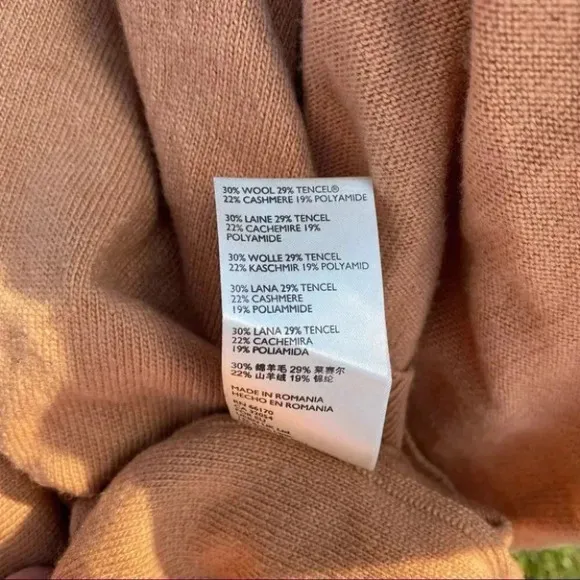 30% WOOL 29% TENCEL®
22% CASHMERE 19% POLYAMIDE
30% LAINE 29% TENCEL
22% CACHEMIRE 19%
POLYAMIDE
30% WOLLE 29% TENCEL
22% KASCHMIR 19% POLYAMID
30% LANA 29% TENCEL
22% CASHMERE
19% POLIAMMIDE
30% LANA 29% TENCEL
22% CACHEMIRA
19% POLIAMIDA
30% 绵羊毛 29% 莱赛尔
22% 山羊绒 19% 锦纶
MADE IN ROMANIA
HECHO EN ROMANIA
RN 66170
Ltd